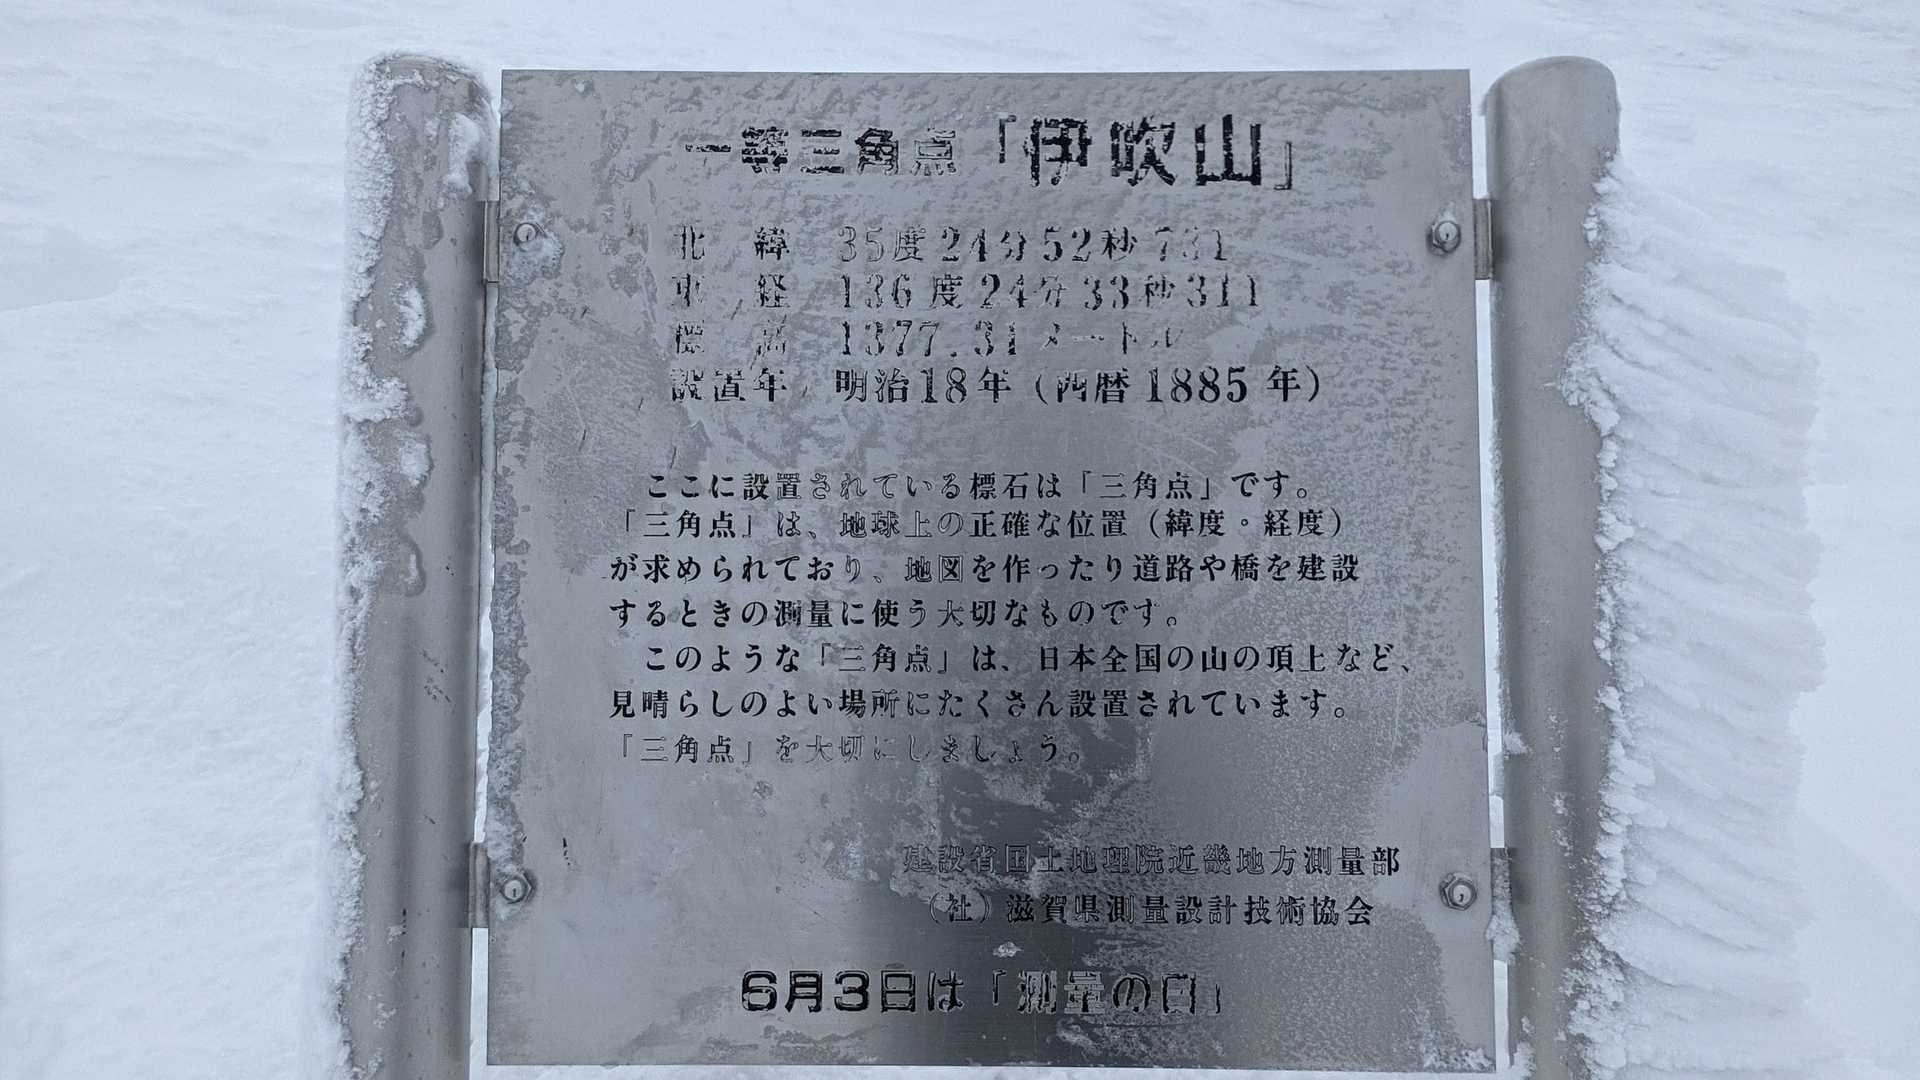 一等三角点「伊吹山」
北　緯　35度24分52秒731
東　経　136度24分33秒311
標　高　1377.31メートル
設置年　明治18年（西暦1885年）
ここに設置されている標石は「三角点」です。
「三角点」は、地球上の正確な位置（緯度・経度）
が求められており、地図を作ったり道路や橋を建設
するときの測量に使う大切なものです。
このような「三角点」は、日本全国の山の頂上など、
見晴らしのよい場所にたくさん設置されています。
「三角点」を大切にしましょう。
建設省国土地理院近畿地方測量部
（社）滋賀県測量設計技術協会
6月3日は「測量の日」